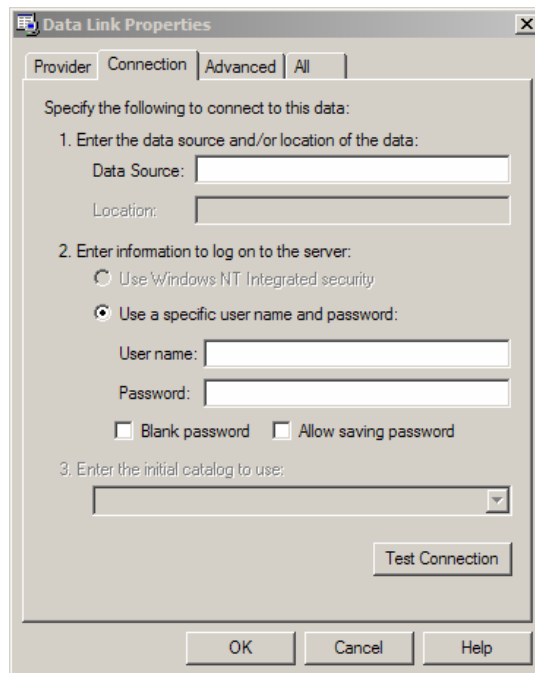 Data Link Properties
Provider Connection Advanced All
Specify the following to connect to this data:
1. Enter the data source and/or location of the data:
Data Source:
Location:
2. Enter information to log on to the server:
Use Windows NT Integrated security
Use a specific user name and password:
User name:
Password:
Blank password Allow saving password
3. Enter the initial catalog to use:
Test Connection
OK Cancel Help